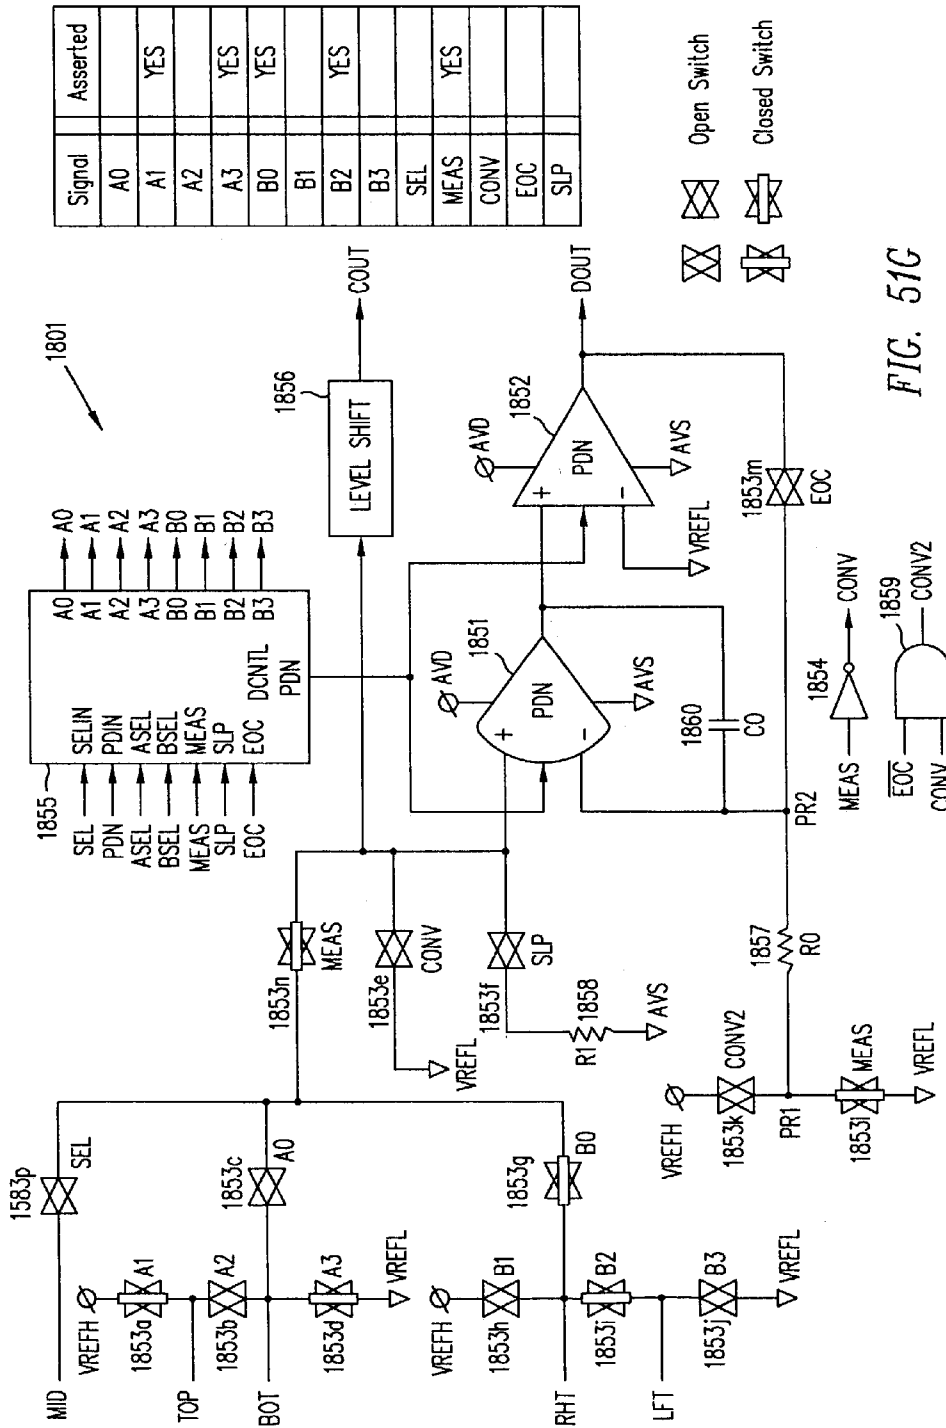 1801
Signal Asserted
A0
A1 YES
A2
A3 YES
B0 YES
B1
B2 YES
B3
SEL
MEAS YES
CONV
EOC
SLP
Open Switch
Closed Switch
1855
SEL SELIN A0 A0
PDN PDIN A1 A1
ASEL ASEL A2 A2
BSEL BSEL A3 A3
MEAS MEAS B0 B0
SLP SLP B1 B1
EOC EOC B2 B2
B3 B3
DCNTL
PDN
1856
LEVEL SHIFT
COUT
MID
1583p
SEL
VREFH
1853a
A1
TOP
1853b
A2
BOT
1853c
A0
1853d
A3
VREFL
VREFH
1853h
B1
RHT
1853g
B0
1853i
B2
LFT
1853j
B3
VREFL
1853n
MEAS
1853e
CONV
VREFL
1853f
SLP
R1
1858
AVS
AVD
1851
+
PDN
-
AVS
1860
CO
AVD
1852
+
PDN
-
AVS
VREFL
DOUT
1853m
EOC
VREFH
1853k
CONV2
PR1
1853l
MEAS
VREFL
1857
R0
PR2
MEAS
1854
CONV
EOC
CONV
1859
CONV2
FIG. 51G